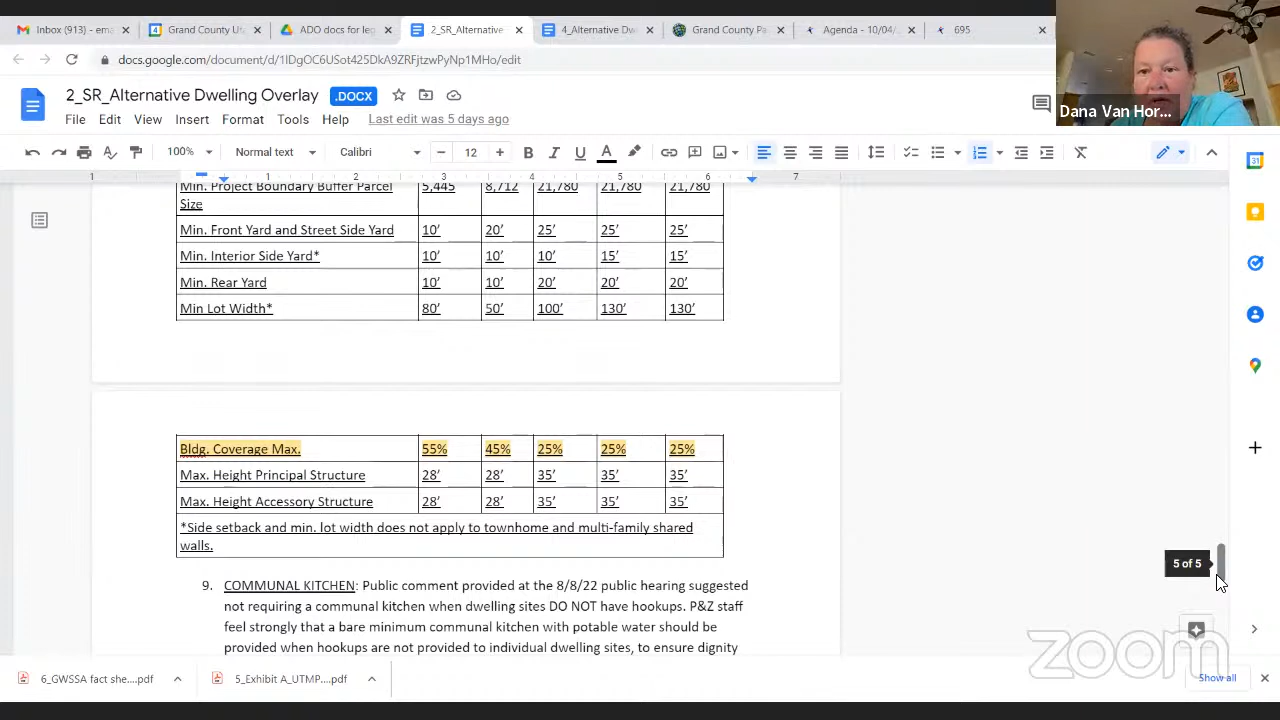 Inbox (913) - em
Grand County Ut
ADO docs for leg
2_SR_Alternative
4_Alternative Dw
Grand County Pa
Agenda - 10/04/
695
docs.google.com/document/d/1lDgOC6USot425DkA9ZRFjtzwPyNp1MHo/edit
2_SR_Alternative Dwelling Overlay .DOCX
Dana Van Hor...
File Edit View Insert Format Tools Help Last edit was 5 days ago
100% Normal text Calibri 12 B I U A
1 1 2 3 4 5 6 7
Min. Project Boundary Buffer Parcel Size 5,445 8,712 21,780 21,780 21,780
Min. Front Yard and Street Side Yard 10’ 20’ 25’ 25’ 25’
Min. Interior Side Yard* 10’ 10’ 10’ 15’ 15’
Min. Rear Yard 10’ 10’ 20’ 20’ 20’
Min Lot Width* 80’ 50’ 100’ 130’ 130’
Bldg. Coverage Max. 55% 45% 25% 25% 25%
Max. Height Principal Structure 28’ 28’ 35’ 35’ 35’
Max. Height Accessory Structure 28’ 28’ 35’ 35’ 35’
*Side setback and min. lot width does not apply to townhome and multi-family shared
walls.
5 of 5
9. COMMUNAL KITCHEN: Public comment provided at the 8/8/22 public hearing suggested
not requiring a communal kitchen when dwelling sites DO NOT have hookups. P&Z staff
feel strongly that a bare minimum communal kitchen with potable water should be
provided when hookups are not provided to individual dwelling sites, to ensure dignity
zoom
6_GWSSA fact she....pdf
5_Exhibit A_UTMP....pdf
Show all